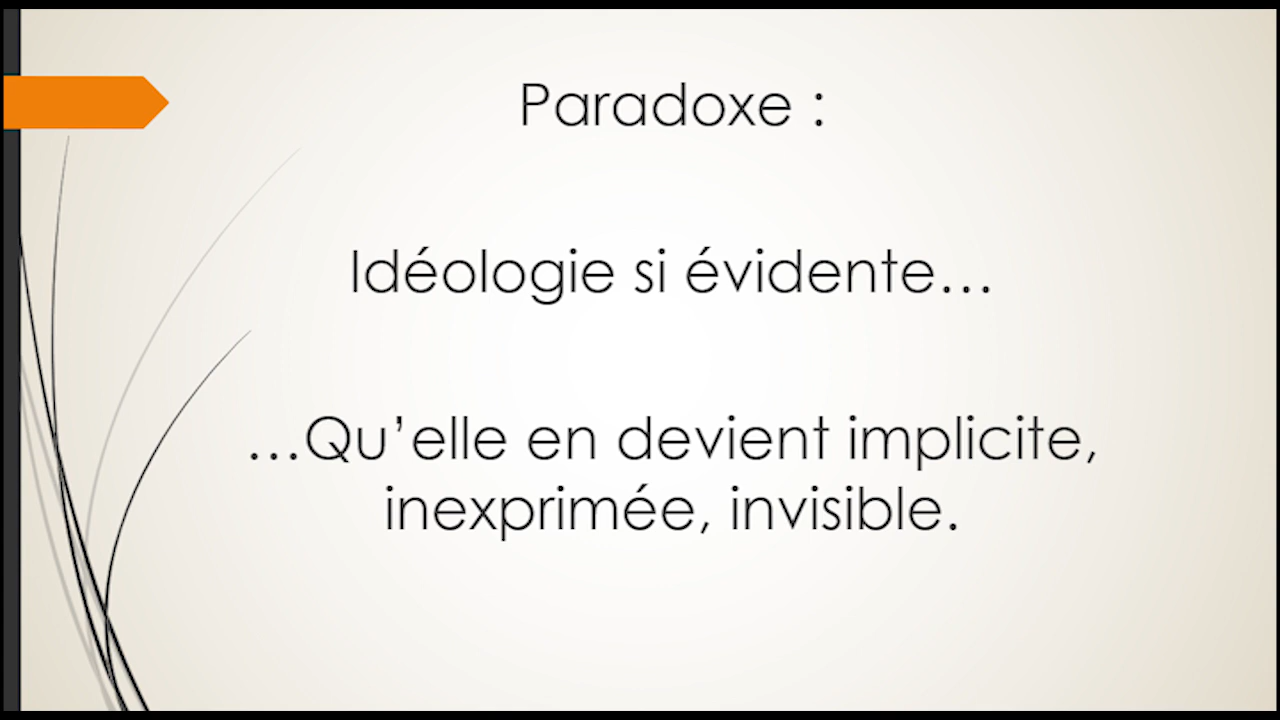 Paradoxe :
Idéologie si évidente…
…Qu’elle en devient implicite,
inexprimée, invisible.